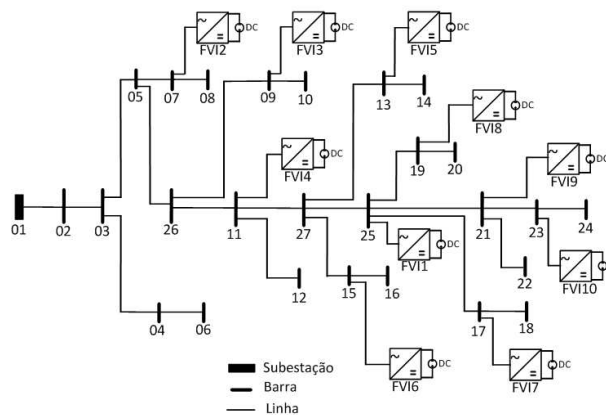 FVI2 DC
FVI3 DC
FVI5 DC
05 07 08
09 10
13 14
FVI8 DC
19 20
FVI4 DC
FVI9 DC
01 02 03
26 11 27 25
FVI1 DC
21 23 24
22
FVI10 DC
04 06
12
15 16
17 18
FVI6 DC
FVI7 DC
Subestação
Barra
Linha